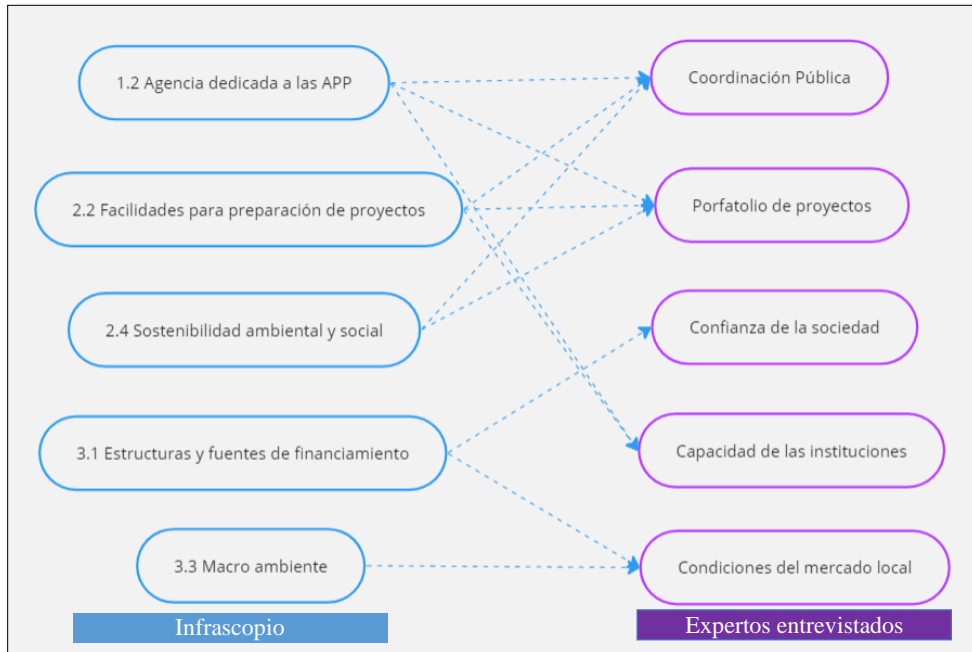 1.2 Agencia dedicada a las APP
Coordinación Pública
2.2 Facilidades para preparación de proyectos
Porfatolio de proyectos
2.4 Sostenibilidad ambiental y social
Confianza de la sociedad
3.1 Estructuras y fuentes de financiamiento
Capacidad de las instituciones
3.3 Macro ambiente
Condiciones del mercado local
Infrascopio
Expertos entrevistados